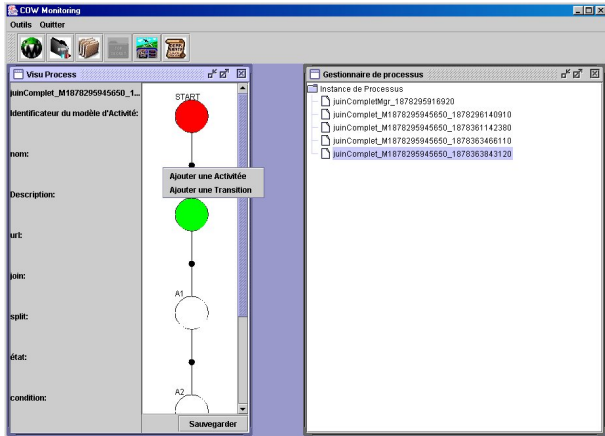 COW Monitoring
Outils Quitter
Visu Process
juinComplet_M1878295945650_1...
Identificateur du modèle d'Activité:
nom:
Description:
url:
join:
split:
état:
condition:
START
Ajouter une Activitée
Ajouter une Transition
A1
A2
Sauvegarder
Gestionnaire de processus
Instance de Processus
juinCompletMgr_1878295916920
juinComplet_M1878295945650_1878296140910
juinComplet_M1878295945650_1878361142380
juinComplet_M1878295945650_1878363466110
juinComplet_M1878295945650_1878363843120